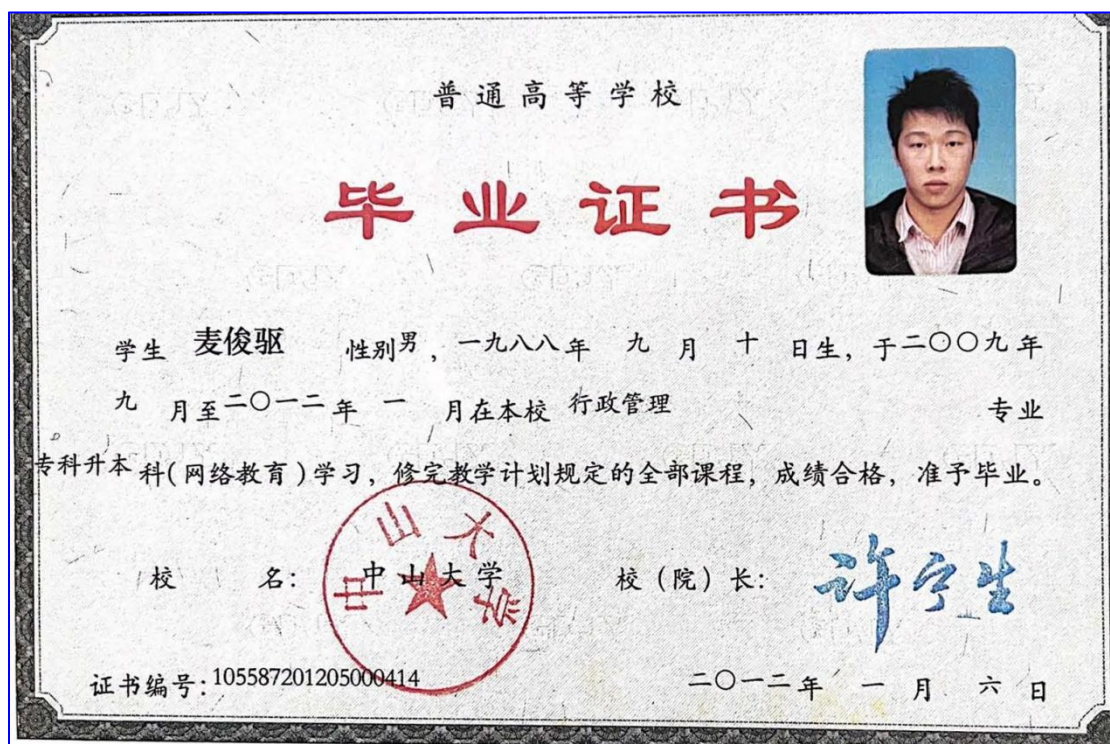 普通高等学校
毕业证书
学生 麦俊驱 性别男，一九八八年 九 月 十 日生，于二〇〇九年
九 月至二〇一二年 一 月在本校 行政管理 专业
专科升本科(网络教育)学习，修完教学计划规定的全部课程，成绩合格，准予毕业。
校 名：中山大学 校（院）长：许宁生
中山大学
证书编号：105587201205000414 二〇一二年 一 月 六 日